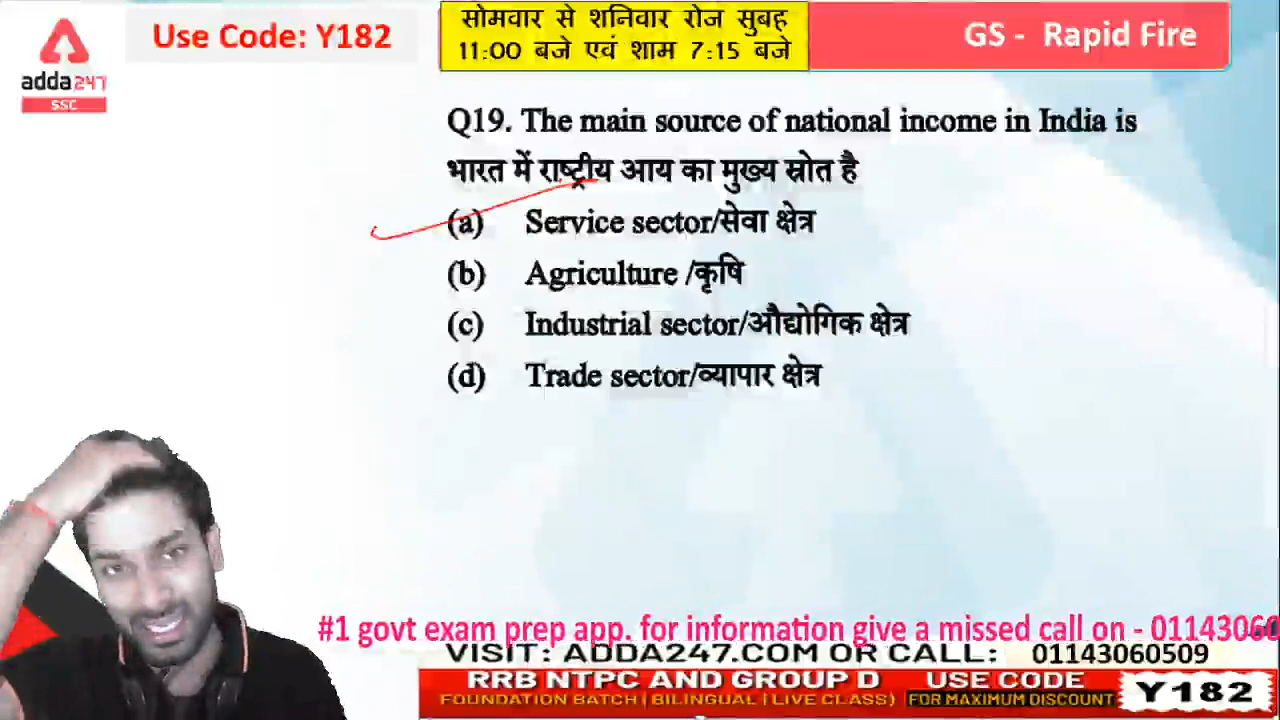 Use Code: Y182
सोमवार से शनिवार रोज सुबह
11:00 बजे एवं शाम 7:15 बजे
GS - Rapid Fire
adda247
SSC
Q19. The main source of national income in India is
भारत में राष्ट्रीय आय का मुख्य स्रोत है
(a) Service sector/सेवा क्षेत्र
(b) Agriculture /कृषि
(c) Industrial sector/औद्योगिक क्षेत्र
(d) Trade sector/व्यापार क्षेत्र
#1 govt exam prep app. for information give a missed call on - 01143060
VISIT: ADDA247.COM OR CALL: 01143060509
RRB NTPC AND GROUP D
FOUNDATION BATCH | BILINGUAL | LIVE CLASS)
USE CODE
FOR MAXIMUM DISCOUNT
Y182